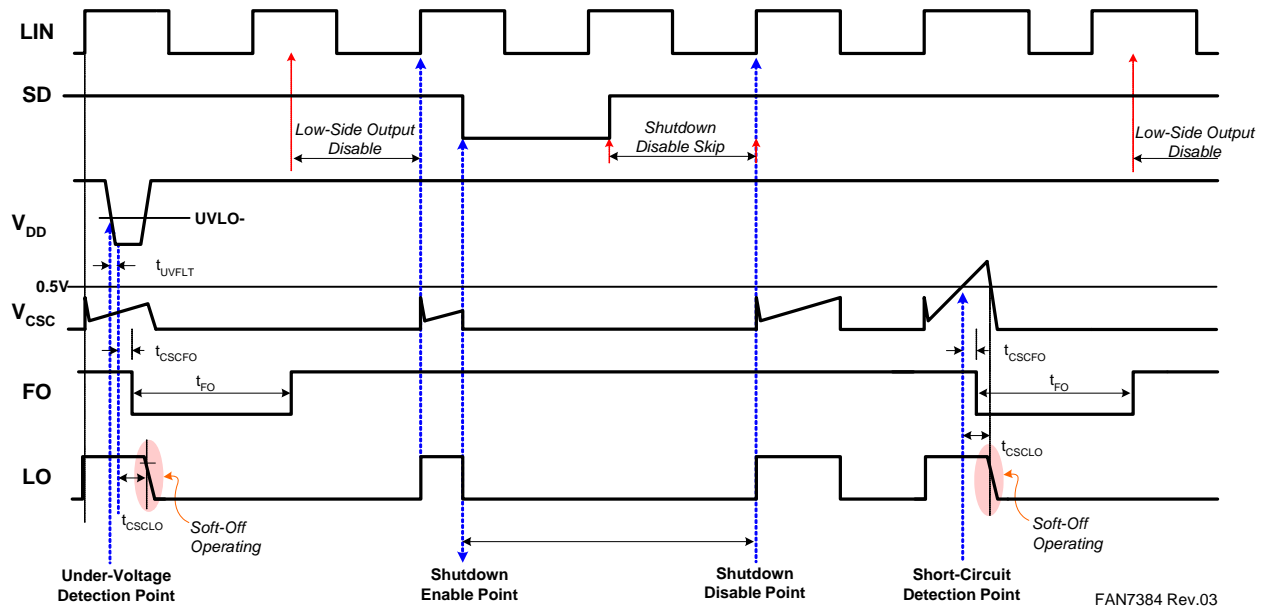 LIN
SD
Low-Side Output
Disable
Shutdown
Disable Skip
Low-Side Output
Disable
VDD
UVLO-
tUVFLT
0.5V
VCSC
tCSCFO
tCSCFO
FO
tFO
tFO
LO
tCSCLO
tCSCLO
Soft-Off
Operating
Soft-Off
Operating
Under-Voltage
Detection Point
Shutdown
Enable Point
Shutdown
Disable Point
Short-Circuit
Detection Point
FAN7384 Rev.03